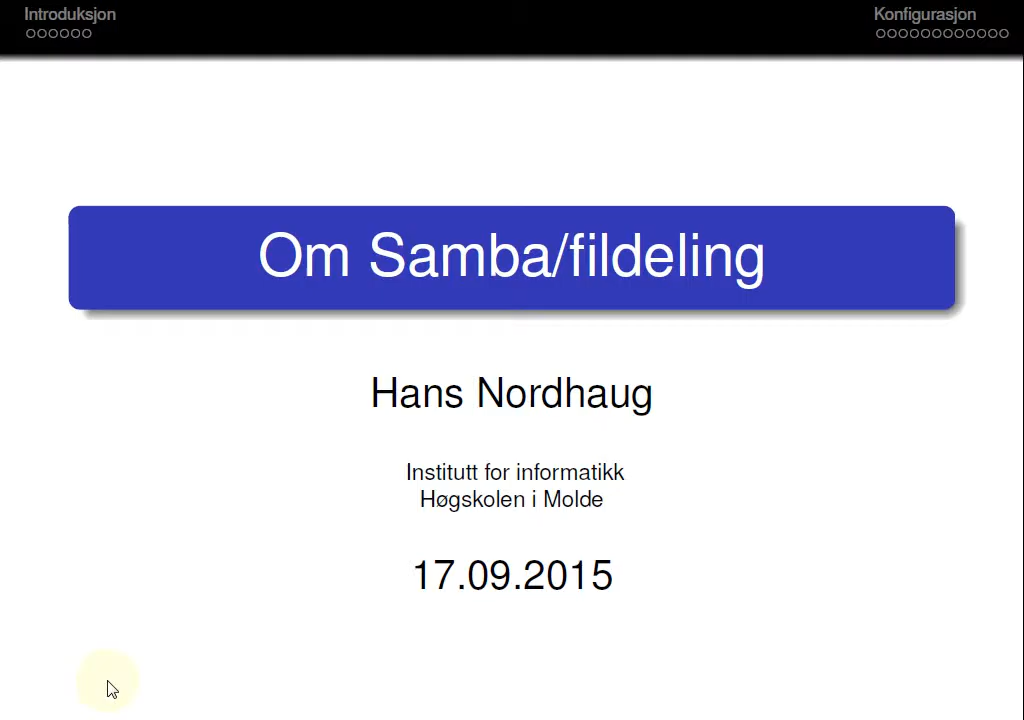 Introduksjon
Konfigurasjon
Om Samba/fildeling
Hans Nordhaug
Institutt for informatikk
Høgskolen i Molde
17.09.2015